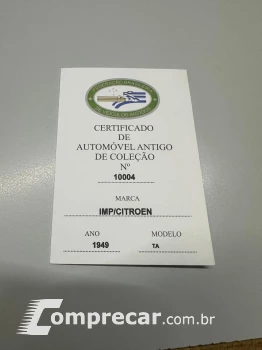 CERTIFICADO
DE
AUTOMÓVEL ANTIGO
DE COLEÇÃO
Nº
10004
MARCA
IMP/CITROEN
ANO MODELO
1949 TA
Comprecar.com.br